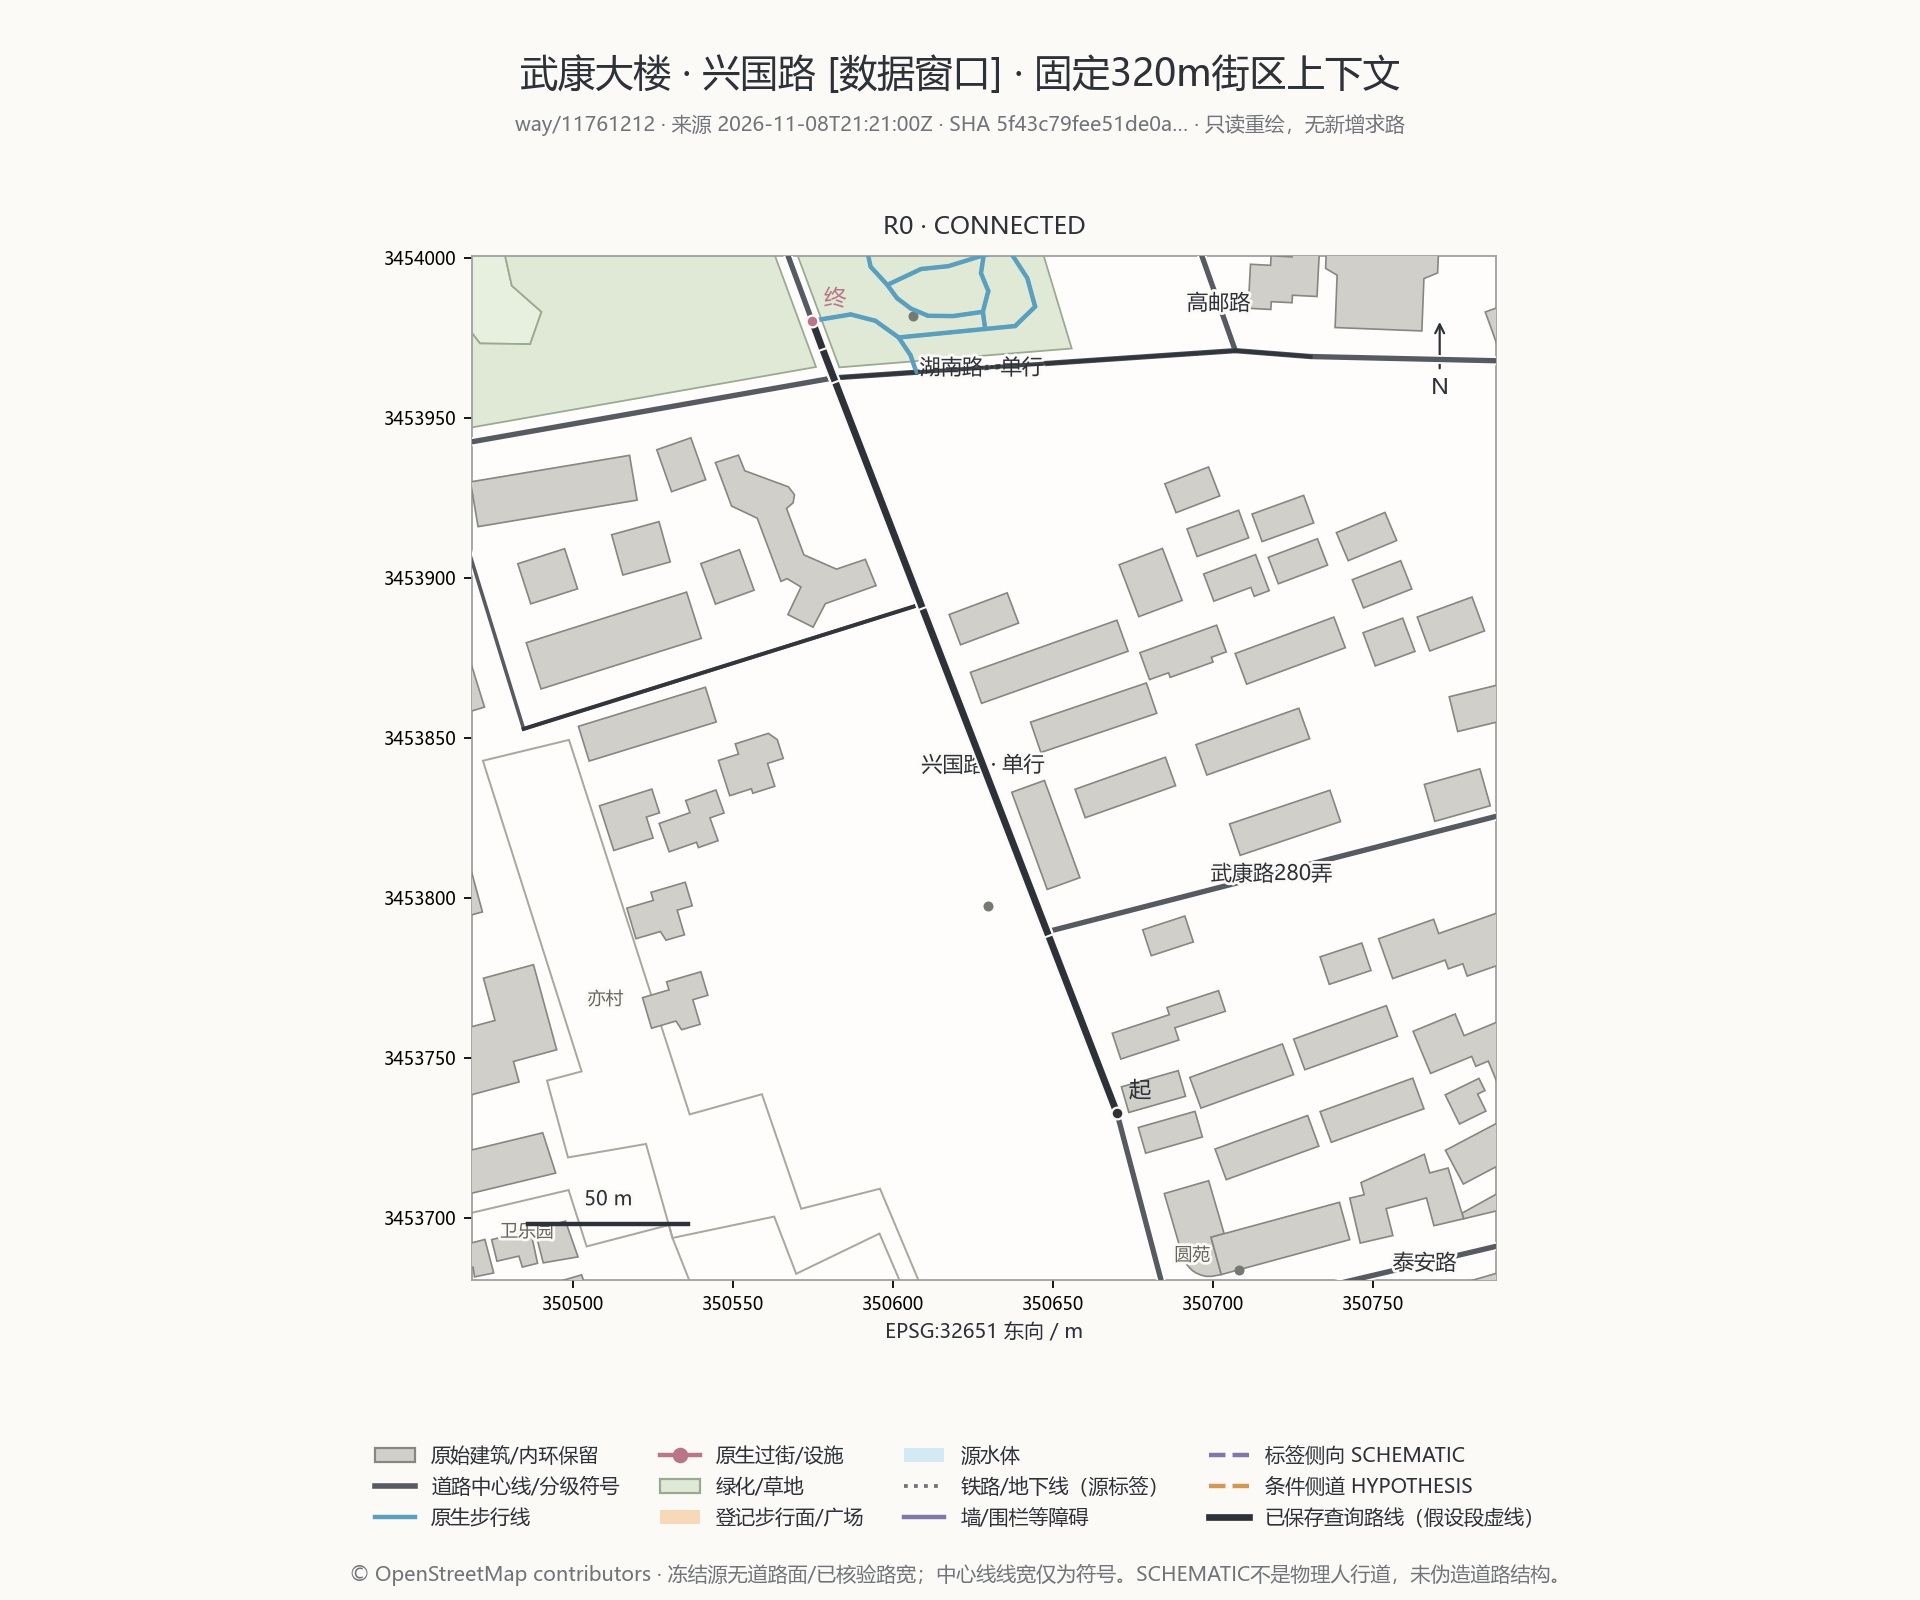 武康大楼 · 兴国路 [数据窗口] · 固定320m街区上下文
way/11761212 · 来源 2026-11-08T21:21:00Z · SHA 5f43c79fee51de0a... · 只读重绘，无新增求路
R0 · CONNECTED
3454000
终
高邮路
湖南路 · 单行
N
3453950
3453900
3453850
兴国路 · 单行
武康路280弄
3453800
亦村
3453750
起
50 m
3453700
卫乐园
圆苑
泰安路
350500 350550 350600 350650 350700 350750
EPSG:32651 东向 / m
原始建筑/内环保留 原生过街/设施 源水体 标签侧向 SCHEMATIC
道路中心线/分级符号 绿化/草地 铁路/地下线（源标签） 条件侧道 HYPOTHESIS
原生步行线 登记步行面/广场 墙/围栏等障碍 已保存查询路线（假设段虚线）
© OpenStreetMap contributors · 冻结源无道路面/已核验路宽；中心线线宽仅为符号。SCHEMATIC不是物理人行道，未伪造道路结构。